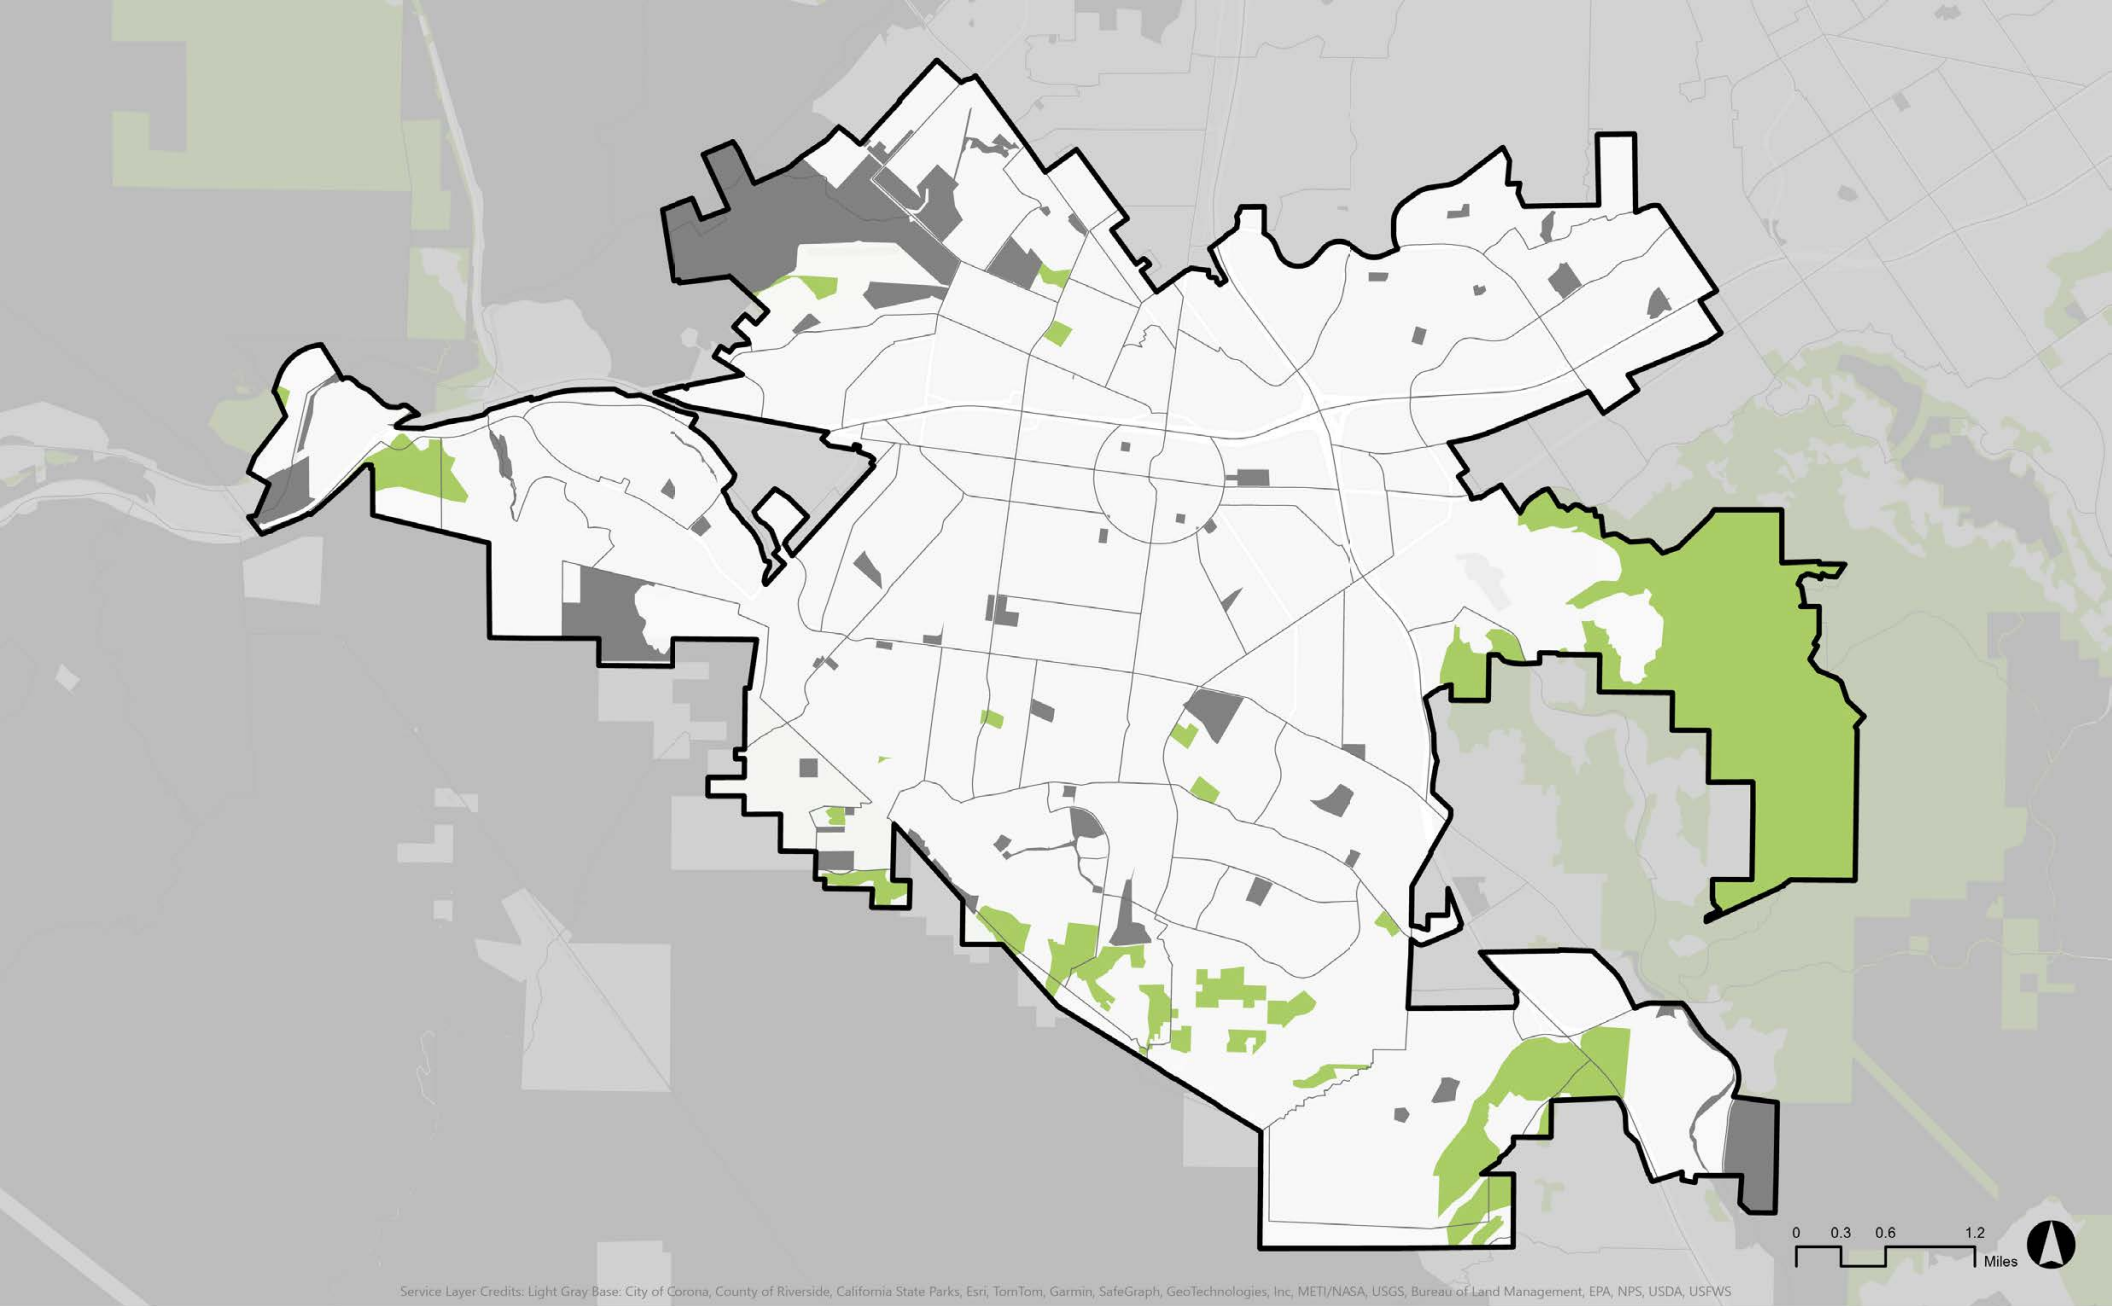 0 0.3 0.6 1.2
Miles
Service Layer Credits: Light Gray Base: City of Corona, County of Riverside, California State Parks, Esri, TomTom, Garmin, SafeGraph, GeoTechnologies, Inc, METI/NASA, USGS, Bureau of Land Management, EPA, NPS, USDA, USFWS